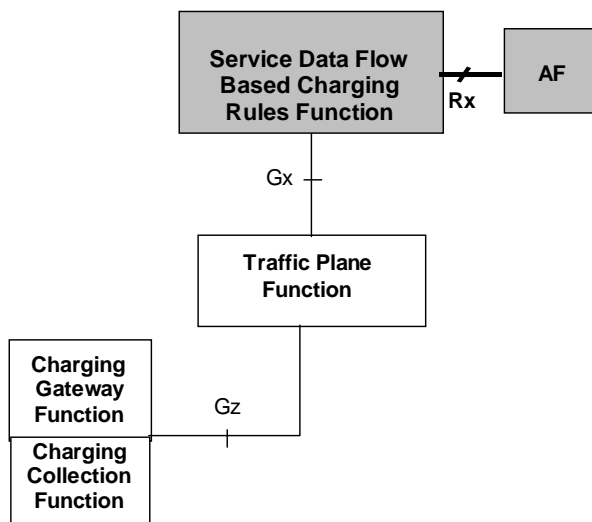 Service Data Flow
Based Charging
Rules Function
AF
Rx
Gx
Traffic Plane
Function
Charging
Gateway
Function
Gz
Charging
Collection
Function